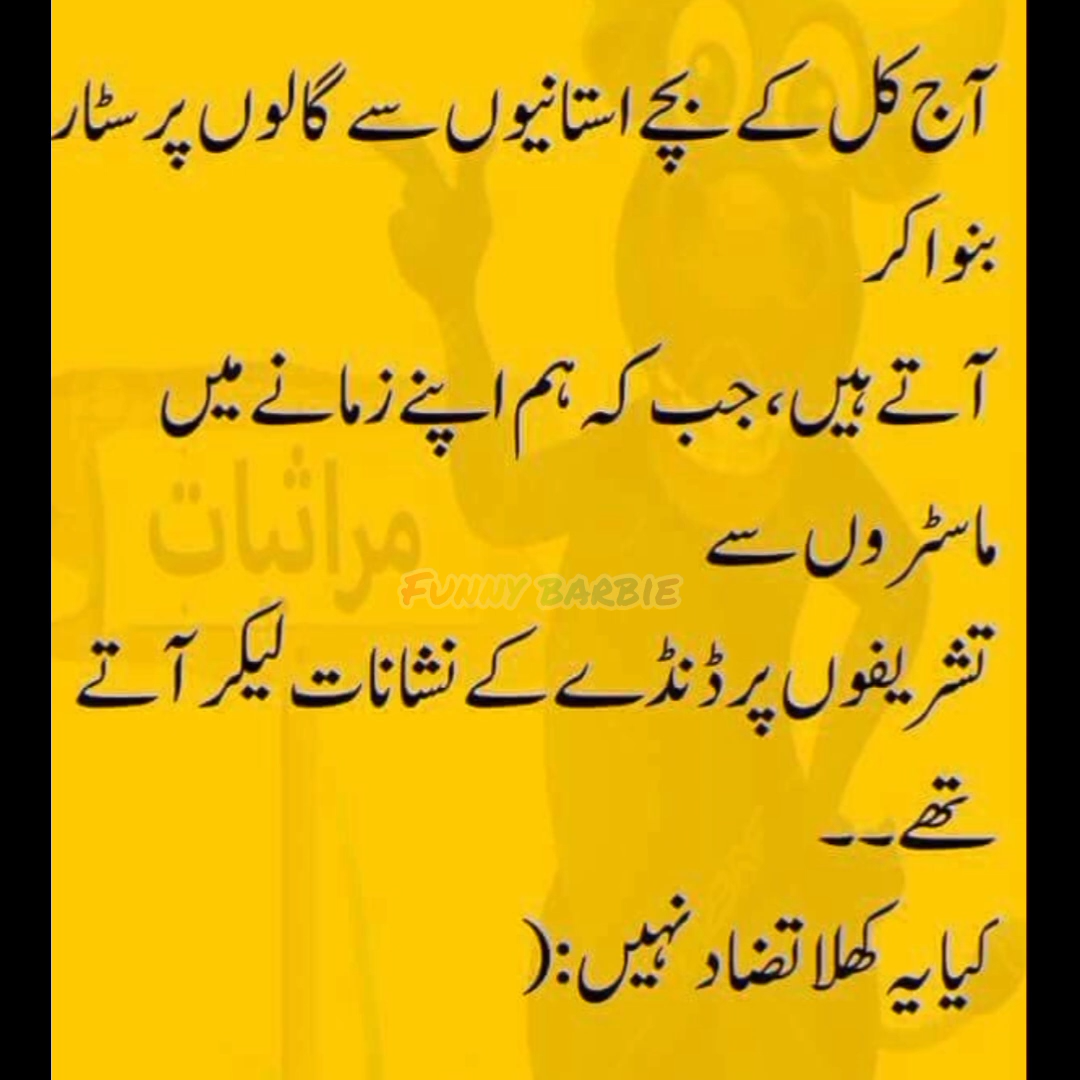 آج کل کے بچے استانیوں سے گالوں پر سٹار
بنوا کر
آتے ہیں، جب کہ ہم اپنے زمانے میں
ماسٹروں سے
مراثیات
FUNNY BARBIE
تشریفوں پر ڈنڈے کے نشانات لیکر آتے
تھے۔۔
کیا یہ کھلا تضاد نہیں:(